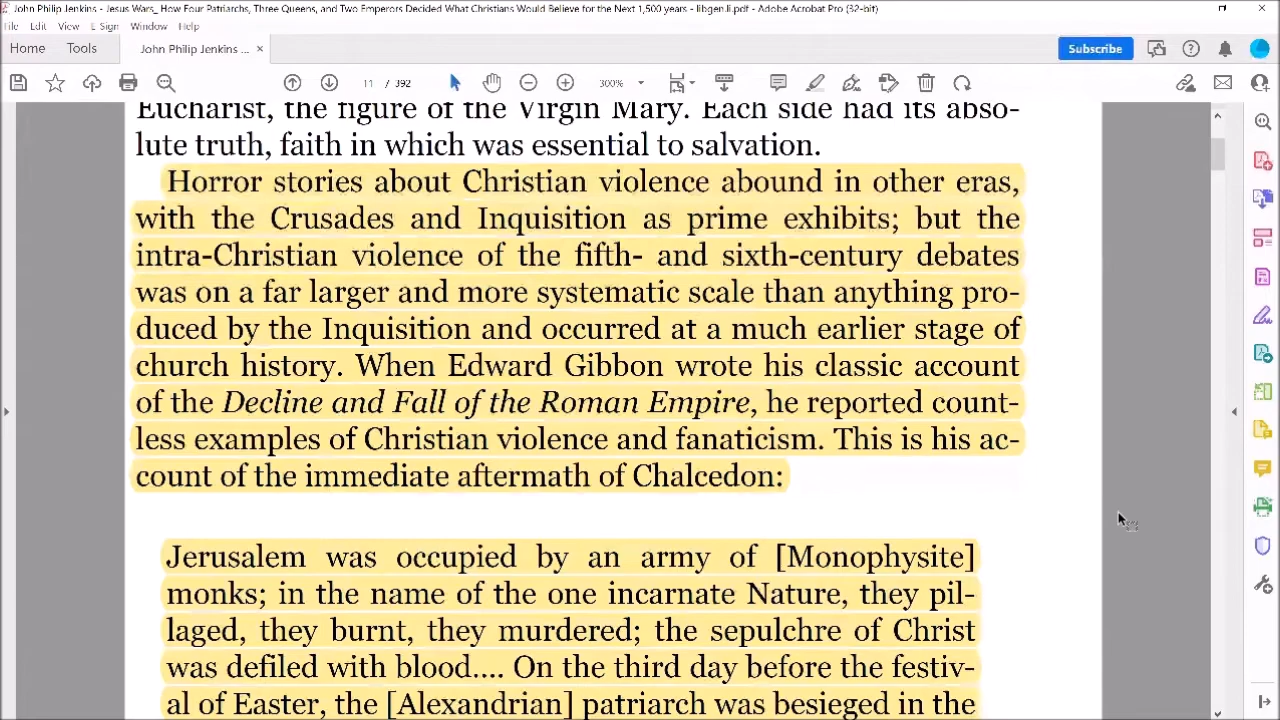 John Philip Jenkins - Jesus Wars_ How Four Patriarchs, Three Queens, and Two Emperors Decided What Christians Would Believe for the Next 1,500 years - libgen.li.pdf - Adobe Acrobat Pro (32-bit)
File Edit View E-Sign Window Help
Home Tools John Philip Jenkins ... × Subscribe
11 / 392 300%
Eucharist, the figure of the Virgin Mary. Each side had its abso-
lute truth, faith in which was essential to salvation.
Horror stories about Christian violence abound in other eras,
with the Crusades and Inquisition as prime exhibits; but the
intra-Christian violence of the fifth- and sixth-century debates
was on a far larger and more systematic scale than anything pro-
duced by the Inquisition and occurred at a much earlier stage of
church history. When Edward Gibbon wrote his classic account
of the Decline and Fall of the Roman Empire, he reported count-
less examples of Christian violence and fanaticism. This is his ac-
count of the immediate aftermath of Chalcedon:
Jerusalem was occupied by an army of [Monophysite]
monks; in the name of the one incarnate Nature, they pil-
laged, they burnt, they murdered; the sepulchre of Christ
was defiled with blood.... On the third day before the festiv-
al of Easter, the [Alexandrian] patriarch was besieged in the